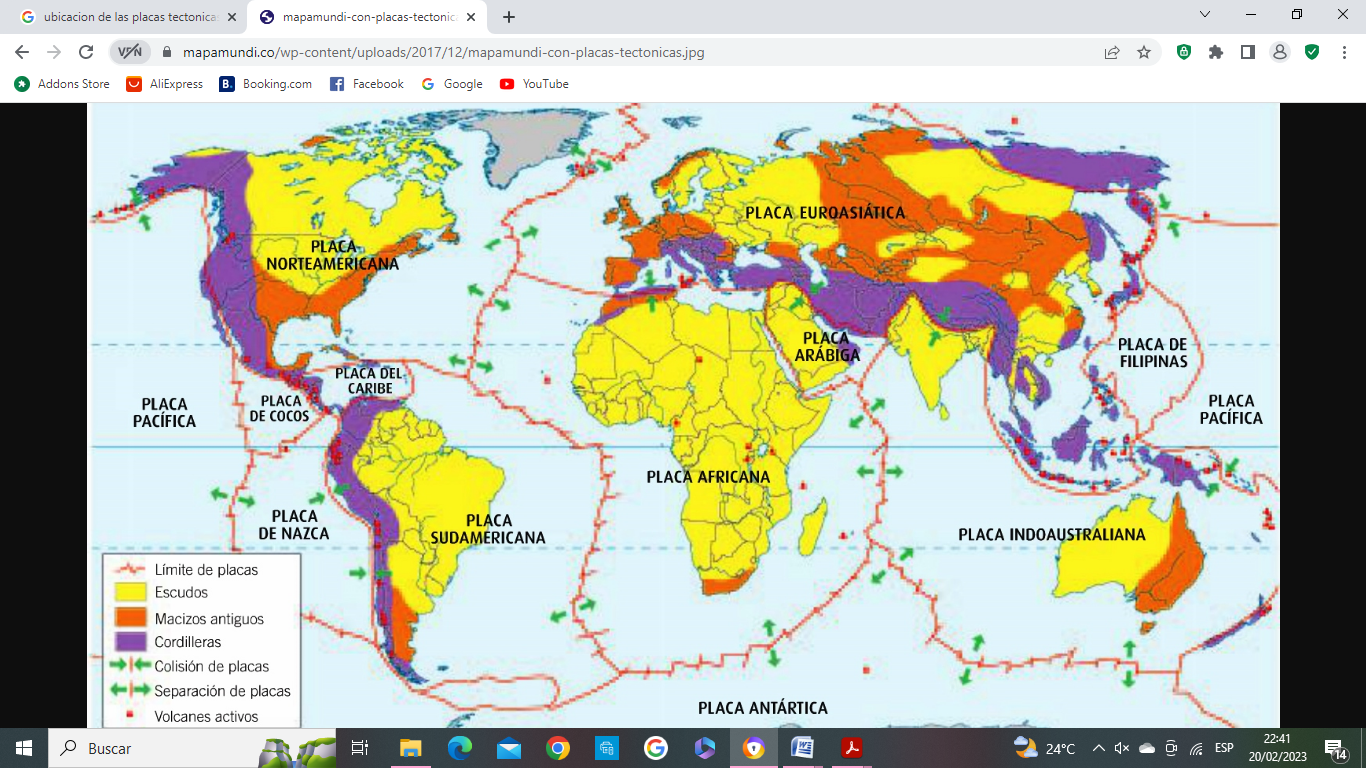 ubicacion de las placas tectonica
mapamundi-con-placas-tectonic
VPN
mapamundi.co/wp-content/uploads/2017/12/mapamundi-con-placas-tectonicas.jpg
Addons Store
AliExpress
B.
Booking.com
Facebook
Google
YouTube
PLACA EUROASIÁTICA
PLACA
NORTEAMERICANA
PLACA
ARÁBIGA
PLACA DE
FILIPINAS
PLACA DEL
CARIBE
PLACA
DE COCOS
PLACA
PACÍFICA
PLACA
PACÍFICA
PLACA AFRICANA
PLACA
DE NAZCA
PLACA
SUDAMERICANA
PLACA INDOAUSTRALIANA
Límite de placas
Escudos
Macizos antiguos
Cordilleras
Colisión de placas
Separación de placas
Volcanes activos
PLACA ANTÁRTICA
Buscar
24°C
ESP
22:41
20/02/2023
14